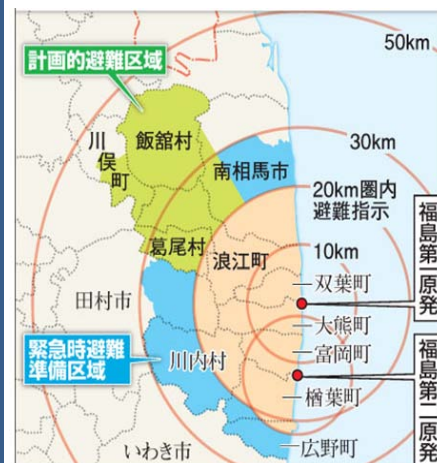 50km
計画的避難区域
30km
川俣町
飯舘村
南相馬市
20km圏内
避難指示
葛尾村
浪江町
10km
福島第一原発
双葉町
田村市
大熊町
緊急時避難
準備区域
川内村
富岡町
福島第二原発
楢葉町
いわき市
広野町